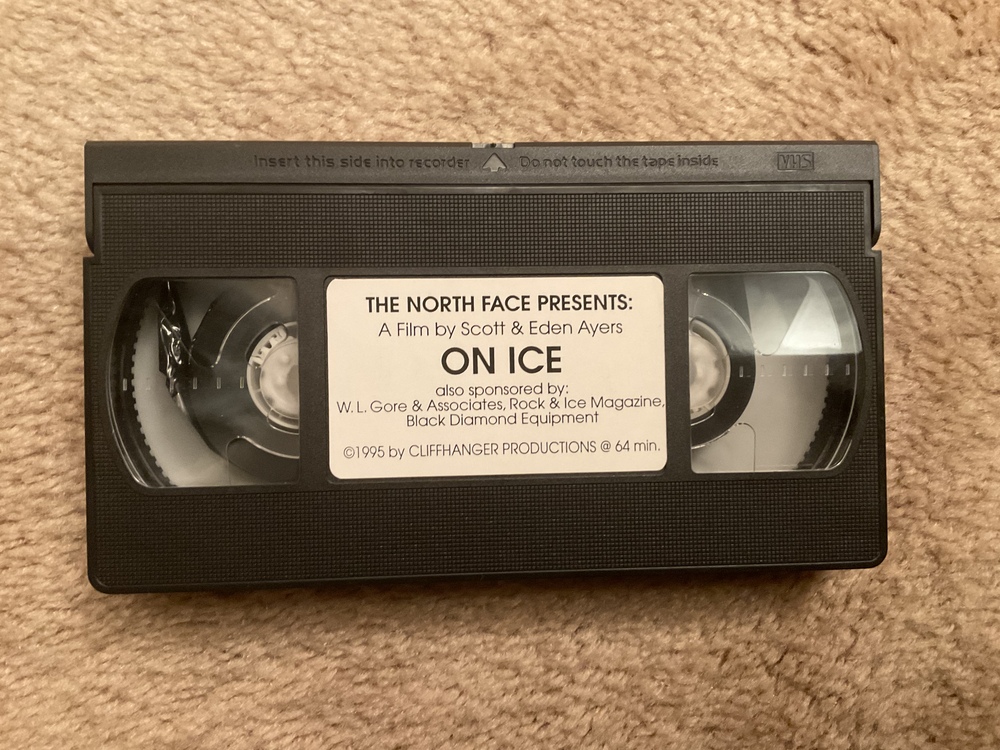 Insert this side into recorder Do not touch the tape inside VHS
THE NORTH FACE PRESENTS:
A Film by Scott & Eden Ayers
ON ICE
also sponsored by:
W. L. Gore & Associates, Rock & Ice Magazine,
Black Diamond Equipment
©1995 by CLIFFHANGER PRODUCTIONS @ 64 min.